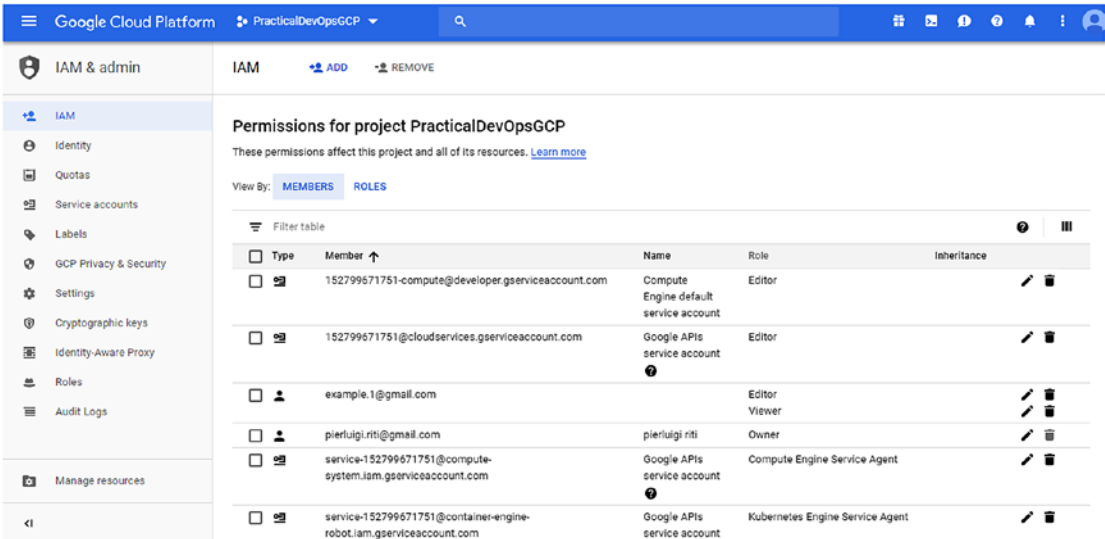 Google Cloud Platform PracticalDevOpsGCP
IAM & admin
IAM ADD REMOVE
IAM
Identity
Quotas
Service accounts
Labels
GCP Privacy & Security
Settings
Cryptographic keys
Identity-Aware Proxy
Roles
Audit Logs
Manage resources
Permissions for project PracticalDevOpsGCP
These permissions affect this project and all of its resources. Learn more
View By: MEMBERS ROLES
Filter table
Type Member Name Role Inheritance
152799671751-compute@developer.gserviceaccount.com Compute Editor
Engine default
service account
152799671751@cloudservices.gserviceaccount.com Google APIs Editor
service account
example.1@gmail.com Editor
Viewer
pierluigi.riti@gmail.com pierluigi riti Owner
service-152799671751@compute- Google APIs Compute Engine Service Agent
system.iam.gserviceaccount.com service account
service-152799671751@container-engine- Google APIs Kubernetes Engine Service Agent
robot.iam.gserviceaccount.com service account